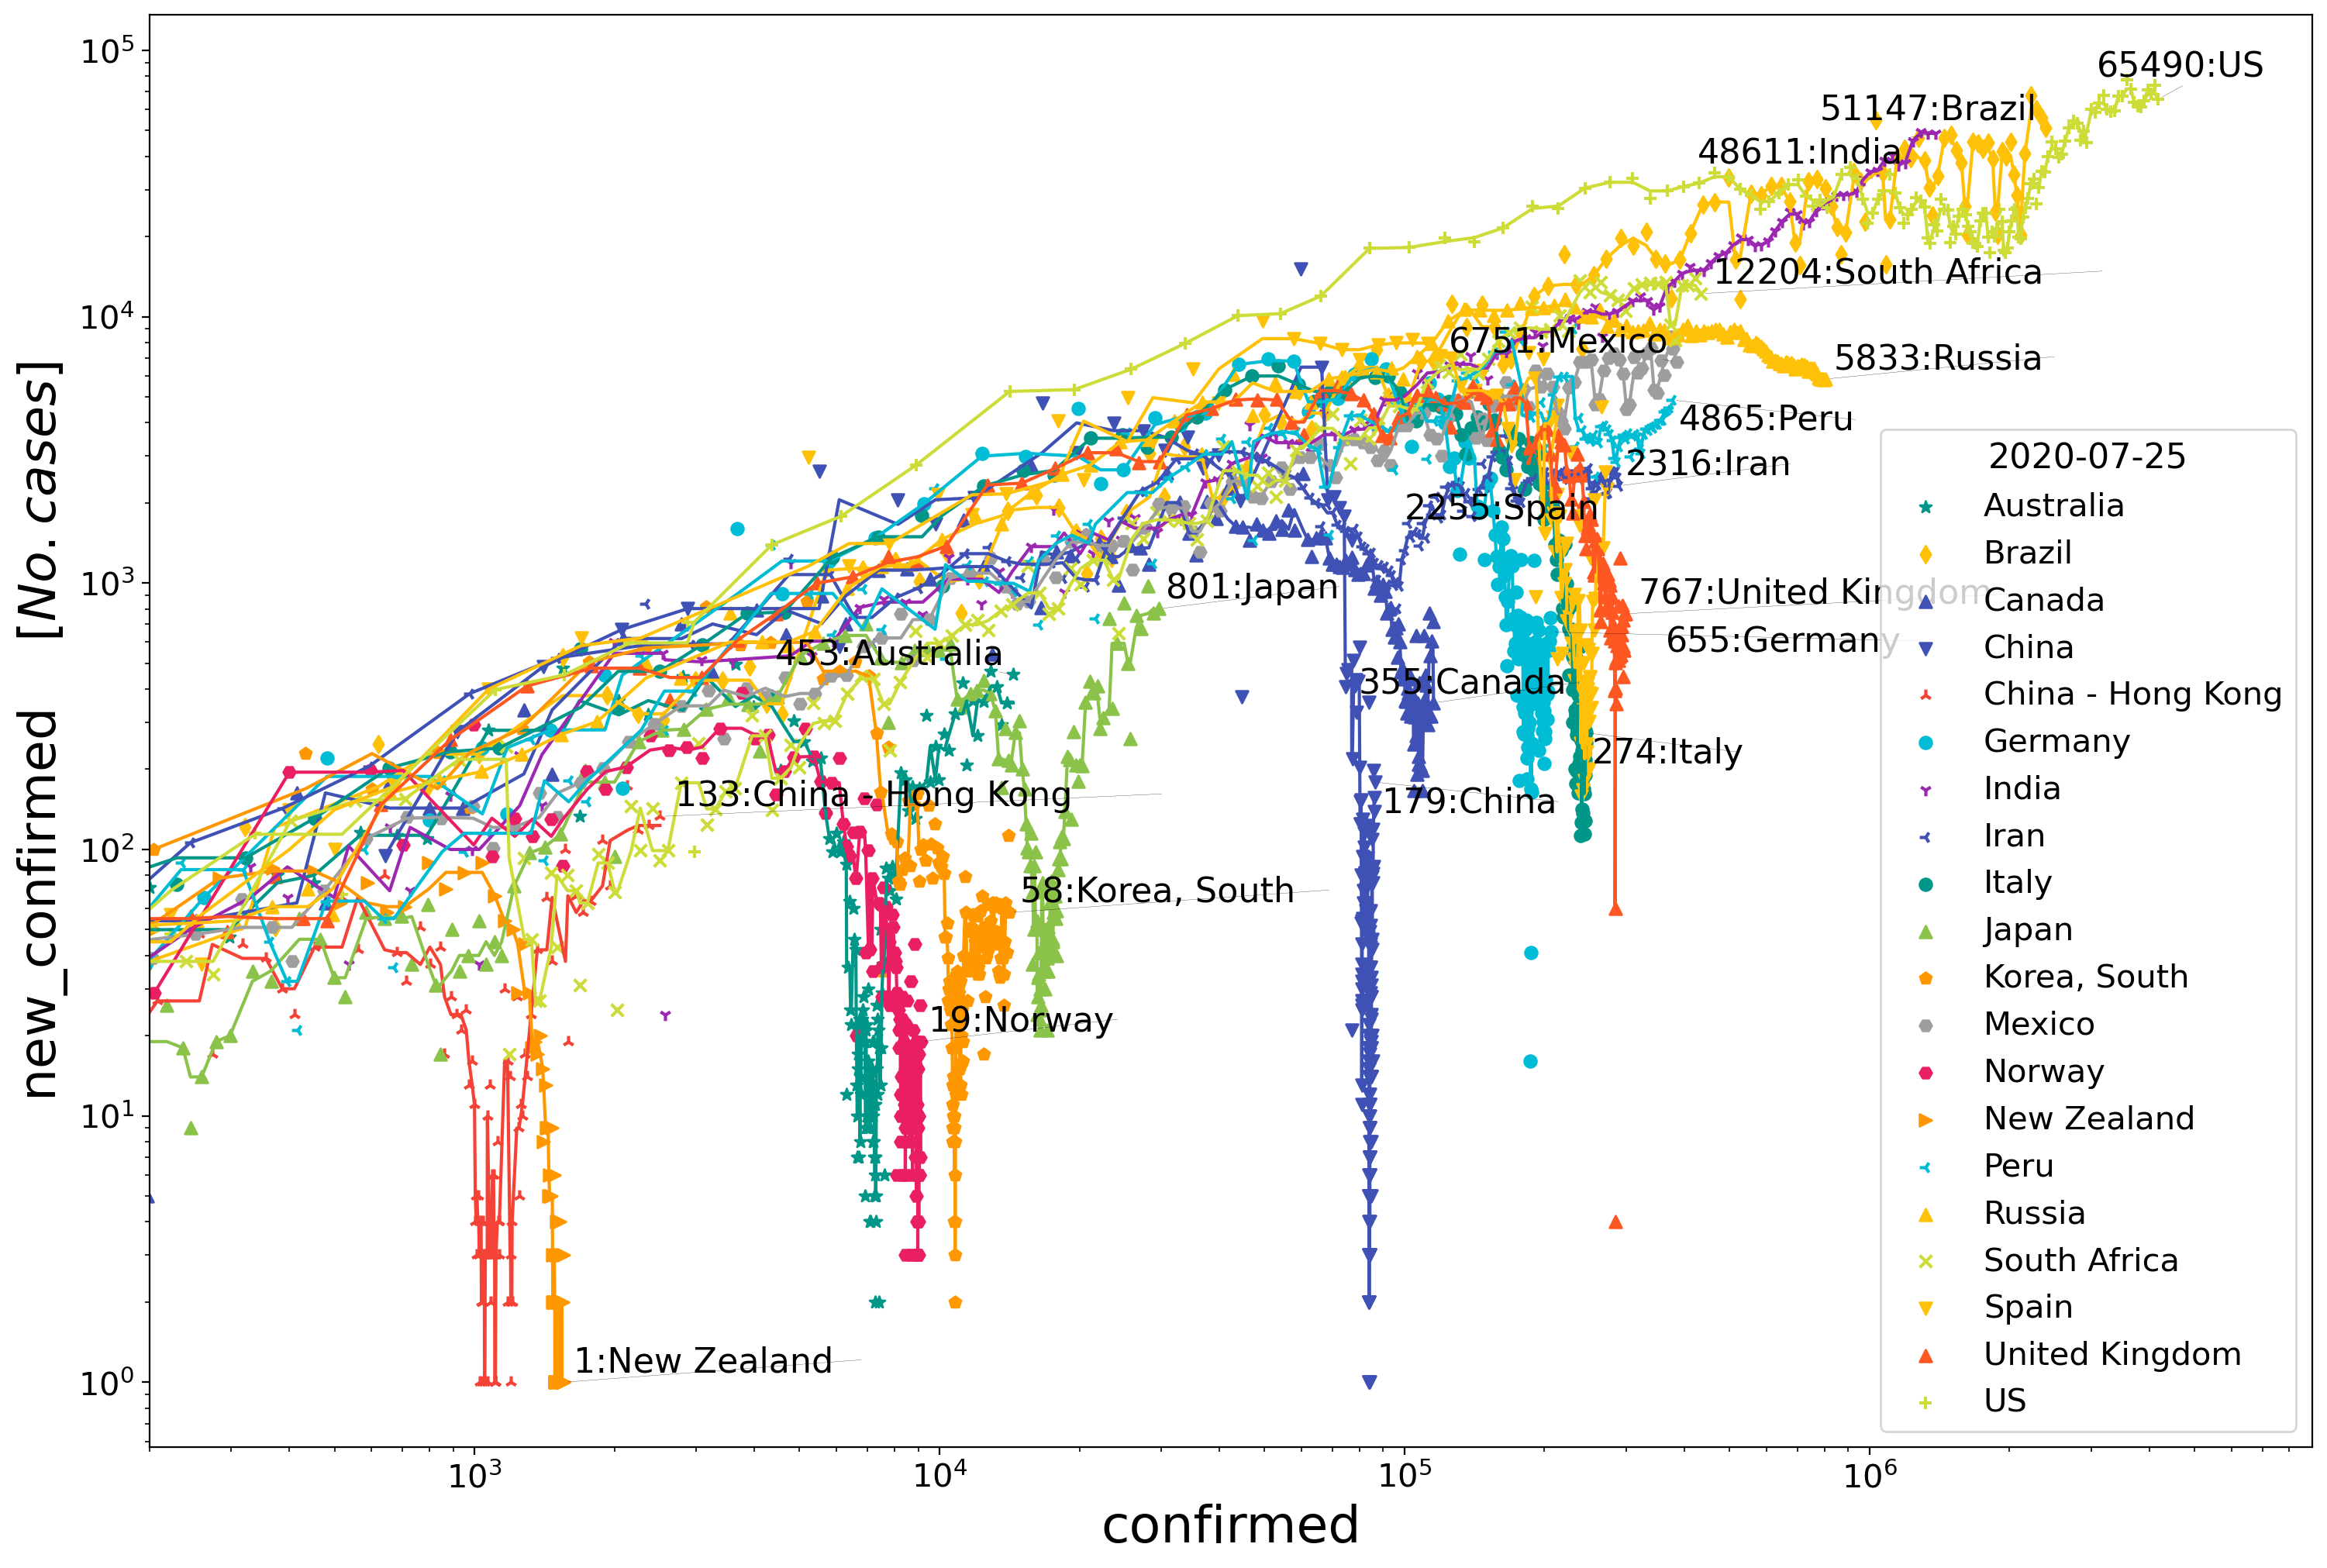 10^5
10^4
10^3
10^2
10^1
10^0
new_confirmed [No. cases]
65490:US
51147:Brazil
48611:India
12204:South Africa
6751:Mexico
5833:Russia
4865:Peru
2316:Iran
2255:Spain
801:Japan
767:United Kingdom
655:Germany
453:Australia
355:Canada
274:Italy
133:China - Hong Kong
179:China
58:Korea, South
19:Norway
1:New Zealand
2020-07-25
Australia
Brazil
Canada
China
China - Hong Kong
Germany
India
Iran
Italy
Japan
Korea, South
Mexico
Norway
New Zealand
Peru
Russia
South Africa
Spain
United Kingdom
US
10^3 10^4 10^5 10^6
confirmed